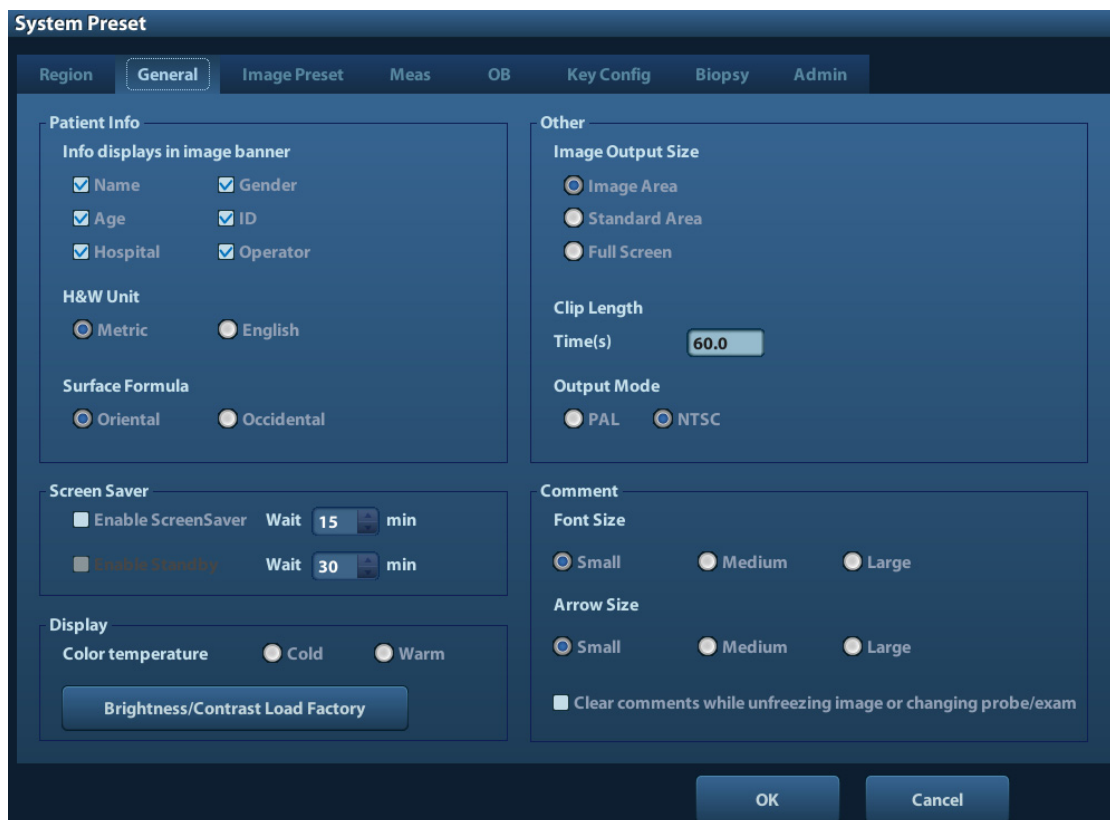 System Preset
Region General Image Preset Meas OB Key Config Biopsy Admin
Patient Info
Info displays in image banner
Name Gender
Age ID
Hospital Operator
H&W Unit
Metric English
Surface Formula
Oriental Occidental
Screen Saver
Enable ScreenSaver Wait 15 min
Enable StandBy Wait 30 min
Display
Color temperature Cold Warm
Brightness/Contrast Load Factory
Other
Image Output Size
Image Area
Standard Area
Full Screen
Clip Length
Time(s) 60.0
Output Mode
PAL NTSC
Comment
Font Size
Small Medium Large
Arrow Size
Small Medium Large
Clear comments while unfreezing image or changing probe/exam
OK Cancel